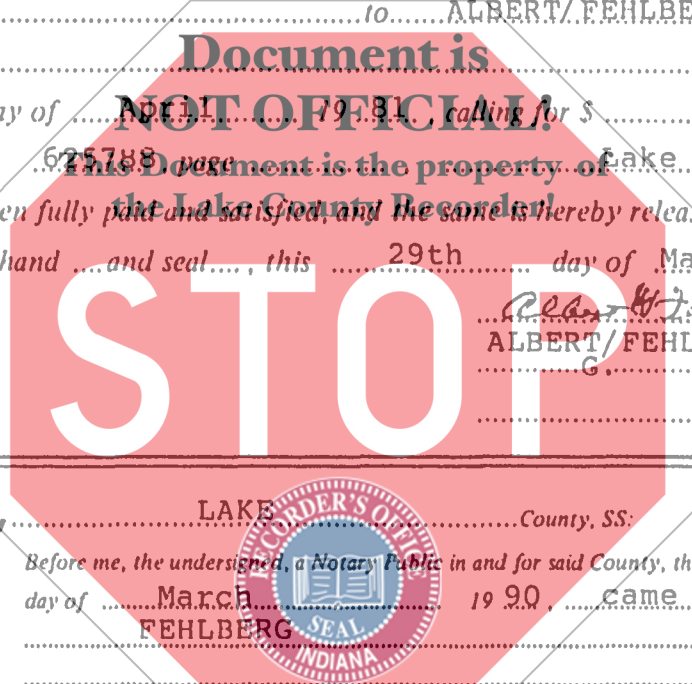 to ALBERT/ FEHLBE
Document is
ay of April 19 81, calling for $
NOT OFFICIAL!
625788, page Lake
This Document is the property of
the Lake County Recorder!
en fully paid and satisfied, and the same is hereby relea
hand and seal , this 29th day of Ma
STOP
Albert
ALBERT/FEHL
G.
LAKE County, SS:
RECORDER'S OFFICE
Before me, the undersigned, a Notary Public in and for said County, th
day of March 19 90, came
FEHLBERG
SEAL
INDIANA